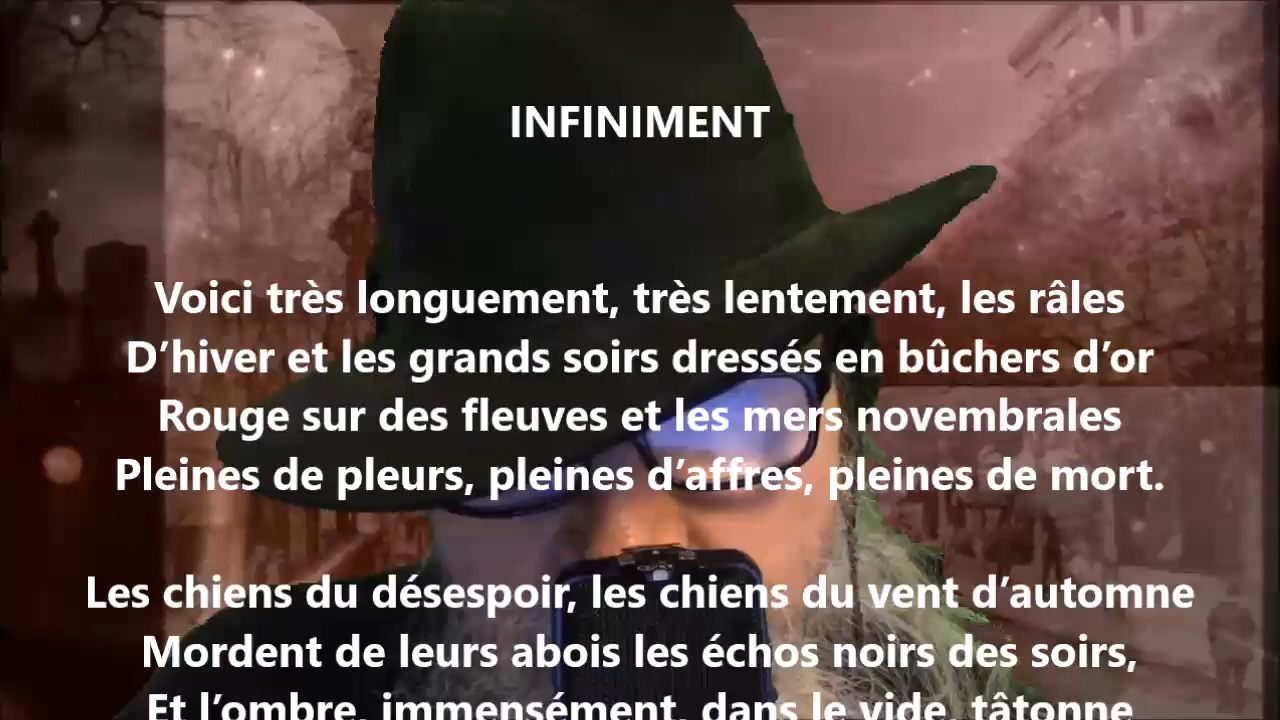 INFINIMENT
Voici très longuement, très lentement, les râles
D’hiver et les grands soirs dressés en bûchers d’or
Rouge sur des fleuves et les mers novembrales
Pleines de pleurs, pleines d’affres, pleines de mort.
Les chiens du désespoir, les chiens du vent d’automne
Mordent de leurs abois les échos noirs des soirs,
Et l’ombre, immensément, dans le vide, tâtonne